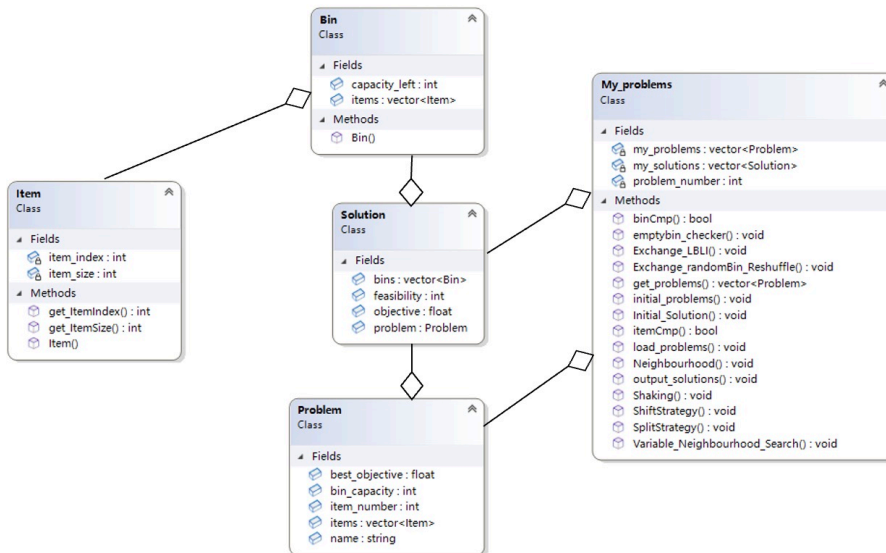 Bin
Class
Fields
capacity_left : int
items : vector<Item>
Methods
Bin()
My_problems
Class
Fields
my_problems : vector<Problem>
my_solutions : vector<Solution>
problem_number : int
Methods
binCmp() : bool
emptybin_checker() : void
Exchange_LBLI() : void
Exchange_randomBin_Reshuffle() : void
get_problems() : vector<Problem>
initial_problems() : void
Initial_Solution() : void
itemCmp() : bool
load_problems() : void
Neighbourhood() : void
output_solutions() : void
Shaking() : void
ShiftStrategy() : void
SplitStrategy() : void
Variable_Neighbourhood_Search() : void
Item
Class
Fields
item_index : int
item_size : int
Methods
get_ItemIndex() : int
get_ItemSize() : int
Item()
Solution
Class
Fields
bins : vector<Bin>
feasibility : int
objective : float
problem : Problem
Problem
Class
Fields
best_objective : float
bin_capacity : int
item_number : int
items : vector<Item>
name : string